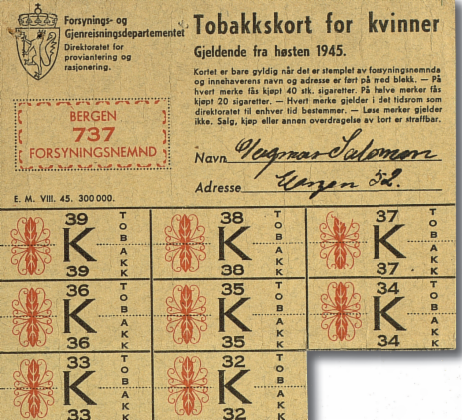 Forsynings- og
Gjenreisningsdepartementet
Direktoratet for
proviantering og
rasjonering.
Tobakkskort for kvinner
Gjeldende fra høsten 1945.
Kortet er bare gyldig når det er stemplet av forsyningsnemnda
og innehaverens navn og adresse er ført på med blekk. — På
hvert merke fås kjøpt 40 stk. sigaretter. På halve merker fås
kjøpt 20 sigaretter. — Hvert merke gjelder i det tidsrom som
direktoratet til enhver tid bestemmer. — Løse merker gjelder
ikke. Salg, kjøp eller annen overdragelse av kort er straffbar.
BERGEN
737
FORSYNINGSNEMND
Navn Dagmar Salomon
Adresse 52.
E. M. VIII. 45. 300 000.
39 K 39 TOBAKK
38 K 38 TOBAKK
37 K 37 TOBAKK
36 K 36 TOBAKK
35 K 35 TOBAKK
34 K 34 TOBAKK
33 K 33 TOBAKK
32 K 32 TOBAKK